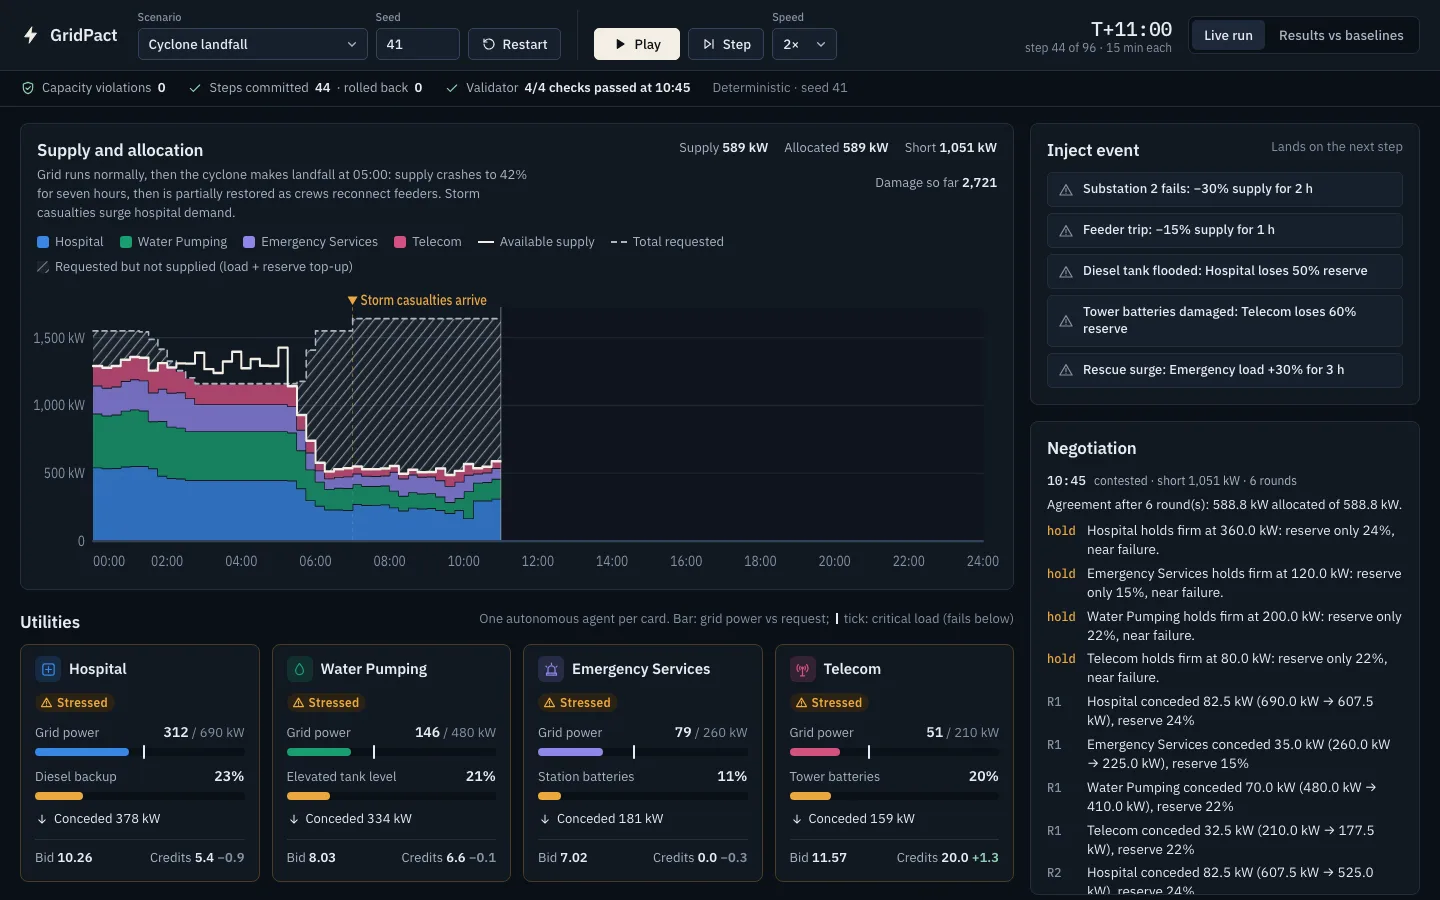 GridPact
Scenario
Cyclone landfall
Seed
41
Restart
Play
Step
Speed
2×
T+11:00
step 44 of 96 · 15 min each
Live run
Results vs baselines
Capacity violations 0
Steps committed 44 · rolled back 0
Validator 4/4 checks passed at 10:45
Deterministic · seed 41
Supply and allocation
Supply 589 kW Allocated 589 kW Short 1,051 kW
Damage so far 2,721
Grid runs normally, then the cyclone makes landfall at 05:00: supply crashes to 42%
for seven hours, then is partially restored as crews reconnect feeders. Storm
casualties surge hospital demand.
Hospital Water Pumping Emergency Services Telecom Available supply Total requested
Requested but not supplied (load + reserve top-up)
Storm casualties arrive
1,500 kW
1,000 kW
500 kW
0
00:00 02:00 04:00 06:00 08:00 10:00 12:00 14:00 16:00 18:00 20:00 22:00 24:00
Utilities
One autonomous agent per card. Bar: grid power vs request; tick: critical load (fails below)
Hospital
Stressed
Grid power 312 / 690 kW
Diesel backup 23%
↓ Conceded 378 kW
Bid 10.26 Credits 5.4 −0.9
Water Pumping
Stressed
Grid power 146 / 480 kW
Elevated tank level 21%
↓ Conceded 334 kW
Bid 8.03 Credits 6.6 −0.1
Emergency Services
Stressed
Grid power 79 / 260 kW
Station batteries 11%
↓ Conceded 181 kW
Bid 7.02 Credits 0.0 −0.3
Telecom
Stressed
Grid power 51 / 210 kW
Tower batteries 20%
↓ Conceded 159 kW
Bid 11.57 Credits 20.0 +1.3
Inject event
Lands on the next step
Substation 2 fails: −30% supply for 2 h
Feeder trip: −15% supply for 1 h
Diesel tank flooded: Hospital loses 50% reserve
Tower batteries damaged: Telecom loses 60%
reserve
Rescue surge: Emergency load +30% for 3 h
Negotiation
10:45 contested · short 1,051 kW · 6 rounds
Agreement after 6 round(s): 588.8 kW allocated of 588.8 kW.
hold Hospital holds firm at 360.0 kW: reserve only 24%,
near failure.
hold Emergency Services holds firm at 120.0 kW: reserve
only 15%, near failure.
hold Water Pumping holds firm at 200.0 kW: reserve only
22%, near failure.
hold Telecom holds firm at 80.0 kW: reserve only 22%,
near failure.
R1 Hospital conceded 82.5 kW (690.0 kW → 607.5
kW), reserve 24%
R1 Emergency Services conceded 35.0 kW (260.0 kW
→ 225.0 kW), reserve 15%
R1 Water Pumping conceded 70.0 kW (480.0 kW →
410.0 kW), reserve 22%
R1 Telecom conceded 32.5 kW (210.0 kW → 177.5
kW), reserve 22%
R2 Hospital conceded 82.5 kW (607.5 kW → 525.0
kW), reserve 24%